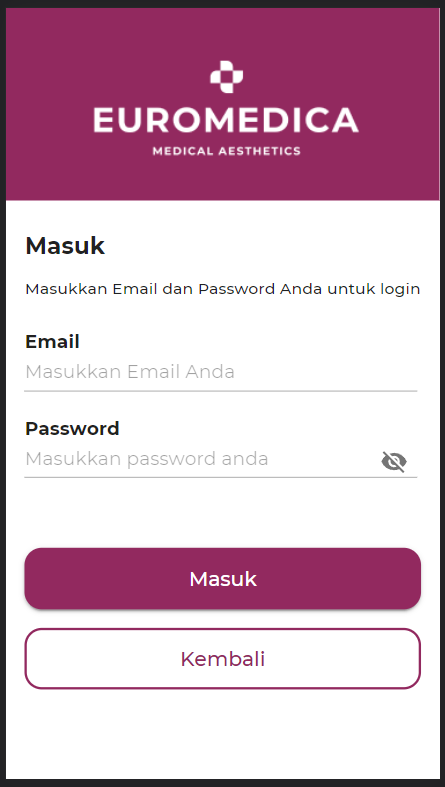 EUROMEDICA
MEDICAL AESTHETICS
Masuk
Masukkan Email dan Password Anda untuk login
Email
Masukkan Email Anda
Password
Masukkan password anda
Masuk
Kembali